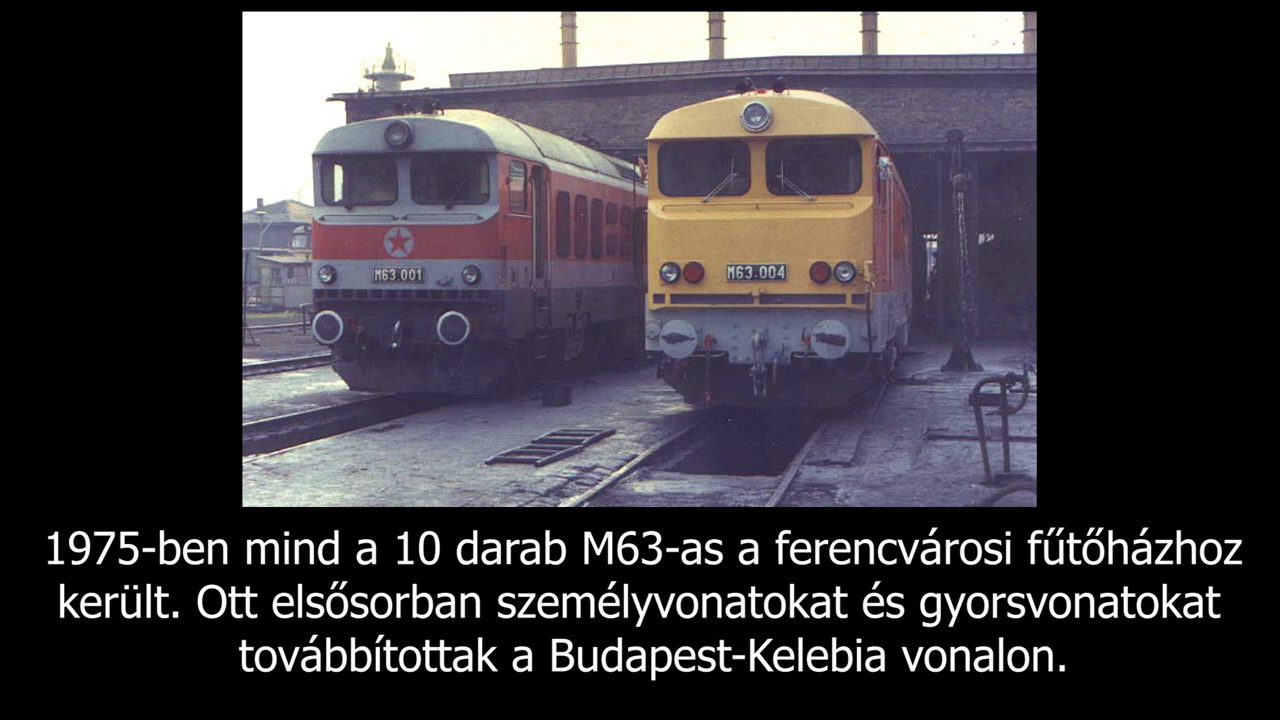 M63.001
M63.004
1975-ben mind a 10 darab M63-as a ferencvárosi fűtőházhoz
került. Ott elsősorban személyvonatokat és gyorsvonatokat
továbbítottak a Budapest-Kelebia vonalon.